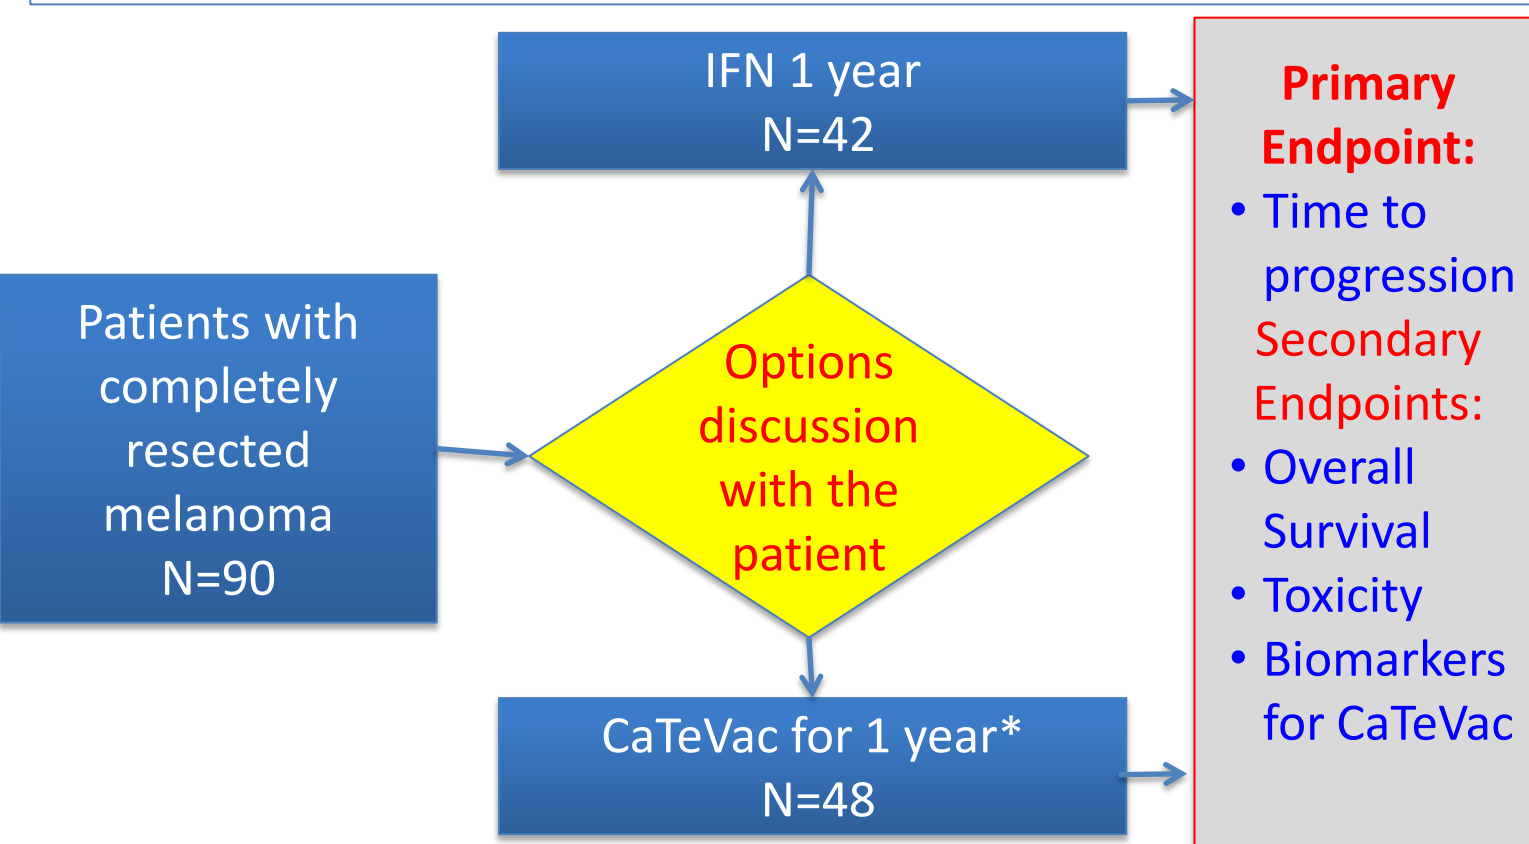 IFN 1 year
N=42
Patients with
completely
resected
melanoma
N=90
Options
discussion
with the
patient
CaTeVac for 1 year*
N=48
Primary
Endpoint:
• Time to
progression
Secondary
Endpoints:
• Overall
Survival
• Toxicity
• Biomarkers
for CaTeVac